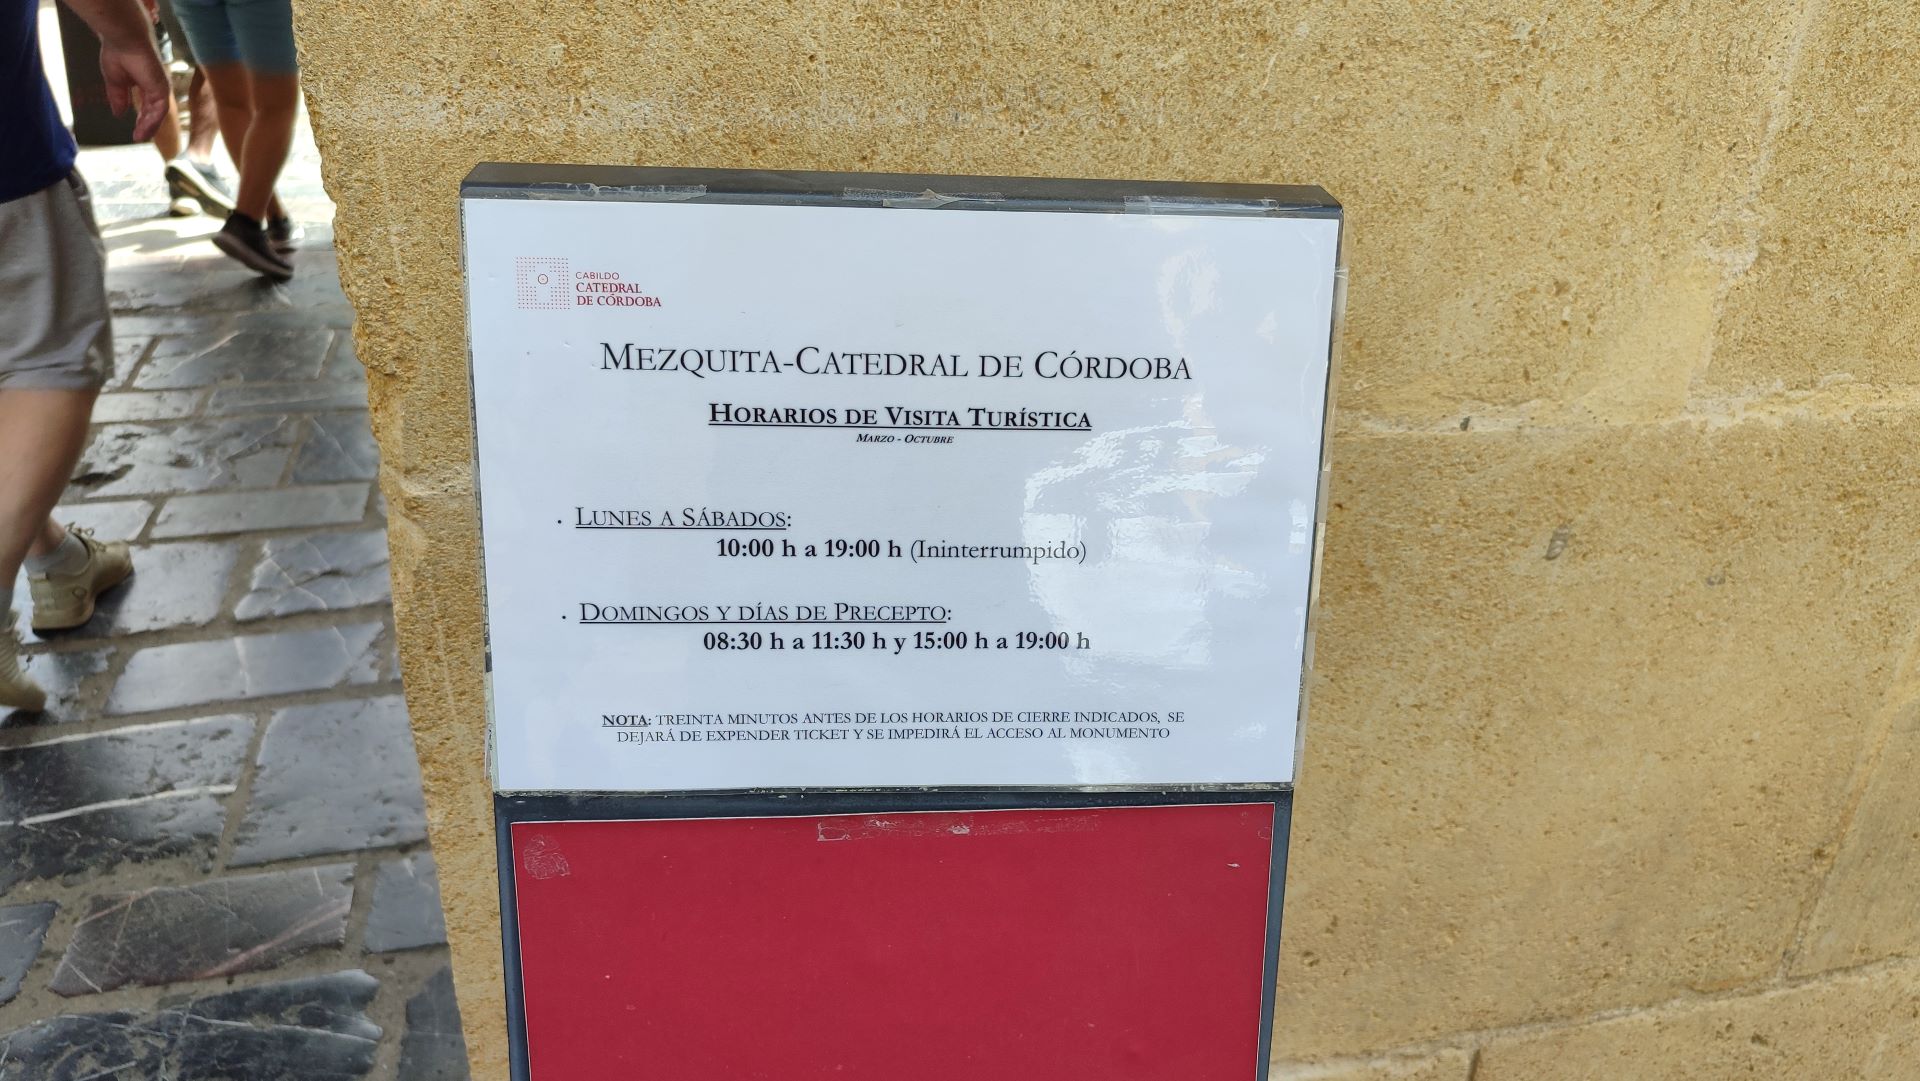 CABILDO
CATEDRAL
DE CÓRDOBA
MEZQUITA-CATEDRAL DE CÓRDOBA
HORARIOS DE VISITA TURÍSTICA
MARZO - OCTUBRE
· LUNES A SÁBADOS:
10:00 h a 19:00 h (Ininterrumpido)
· DOMINGOS Y DÍAS DE PRECEPTO:
08:30 h a 11:30 h y 15:00 h a 19:00 h
NOTA: TREINTA MINUTOS ANTES DE LOS HORARIOS DE CIERRE INDICADOS, SE
DEJARÁ DE EXPENDER TICKET Y SE IMPEDIRÁ EL ACCESO AL MONUMENTO